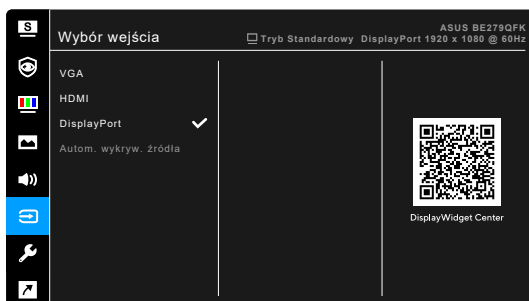 S
ASUS BE279QFK
Wybór wejścia
Tryb Standardowy DisplayPort 1920 x 1080 @ 60Hz
VGA
HDMI
DisplayPort
Autom. wykryw. źródła
DisplayWidget Center